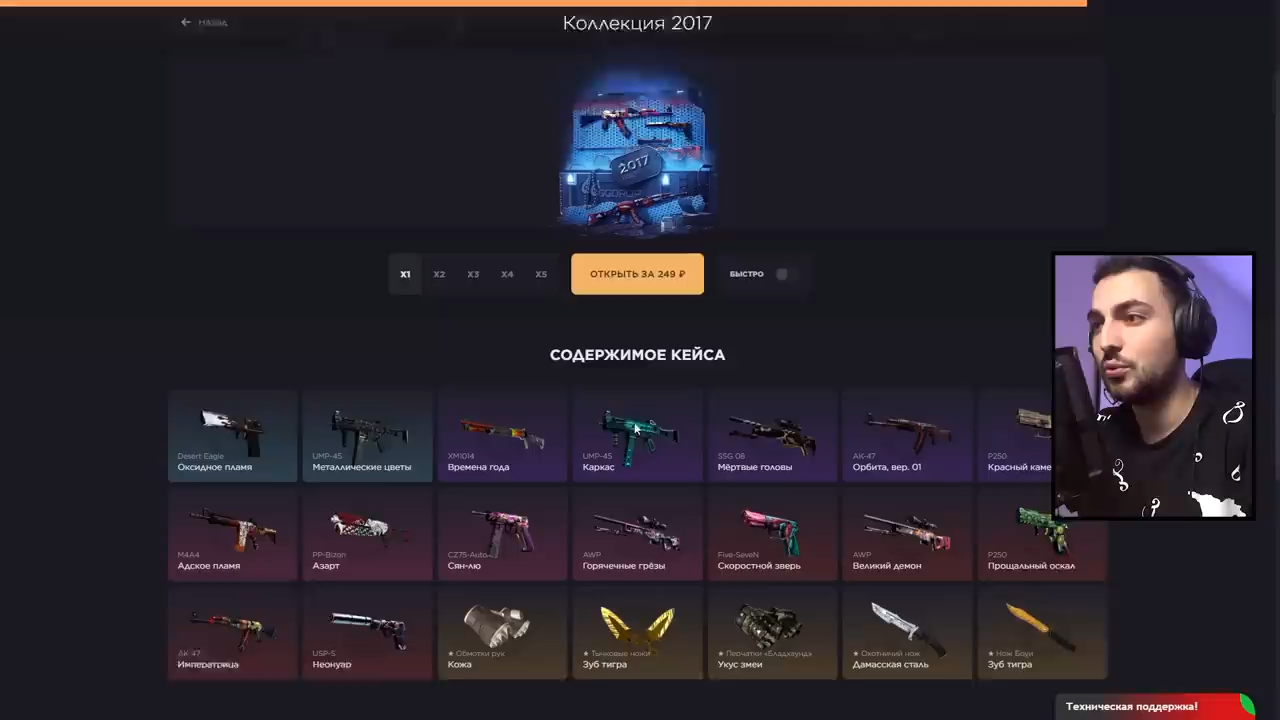 Назад
Коллекция 2017
2017
X1 X2 X3 X4 X5
ОТКРЫТЬ ЗА 249 ₽
БЫСТРО
СОДЕРЖИМОЕ КЕЙСА
Desert Eagle
Оксидное пламя
UMP-45
Металлические цветы
XM1014
Времена года
UMP-45
Каркас
SSG 08
Мёртвые головы
AK-47
Орбита, вер. 01
P250
Красный каме
M4A4
Адское пламя
PP-Bizon
Азарт
CZ75-Auto
Сян-лю
AWP
Горячечные грёзы
Five-SeveN
Скоростной зверь
AWP
Великий демон
P250
Прощальный оскал
AK-47
Императрица
USP-S
Неонуар
★ Обмотки рук
Кожа
★ Тычковые ножи
Зуб тигра
★ Перчатки «Бладхаунд»
Укус змеи
★ Охотничий нож
Дамасская сталь
★ Нож Боуи
Зуб тигра
Техническая поддержка!